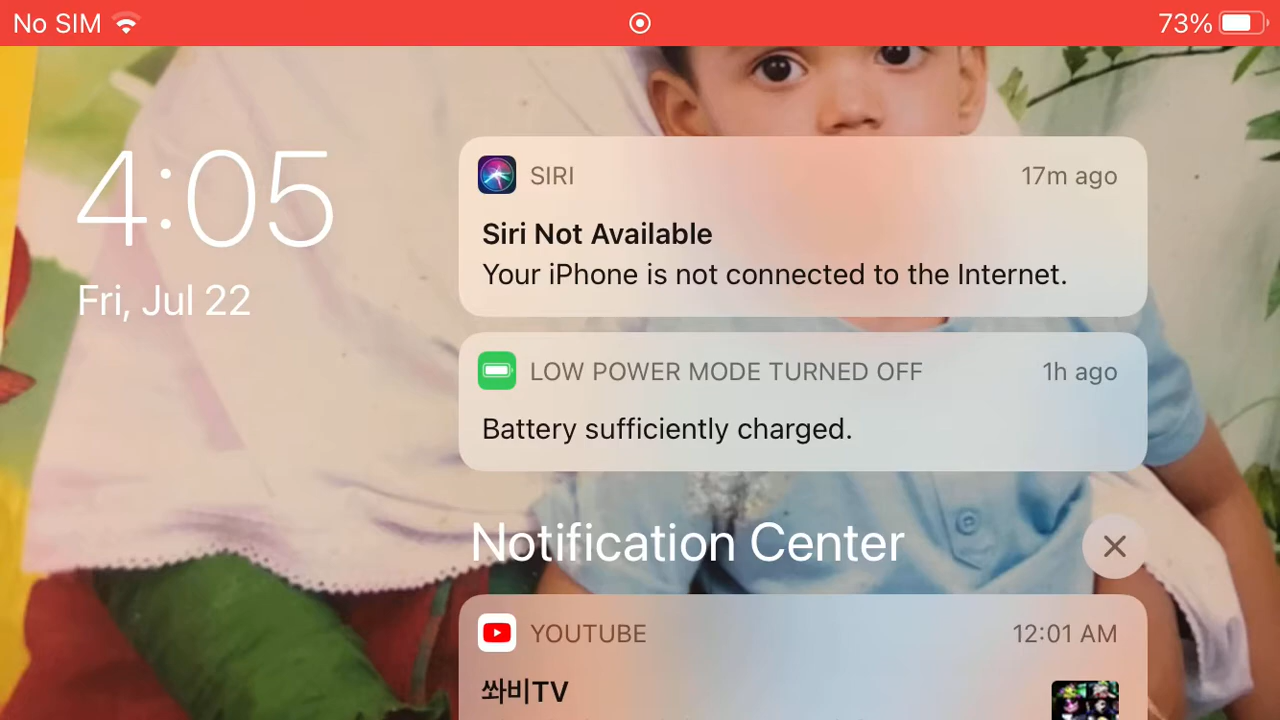 No SIM 73%
4:05
Fri, Jul 22
SIRI 17m ago
Siri Not Available
Your iPhone is not connected to the Internet.
LOW POWER MODE TURNED OFF 1h ago
Battery sufficiently charged.
Notification Center
YOUTUBE 12:01 AM
쏴비TV